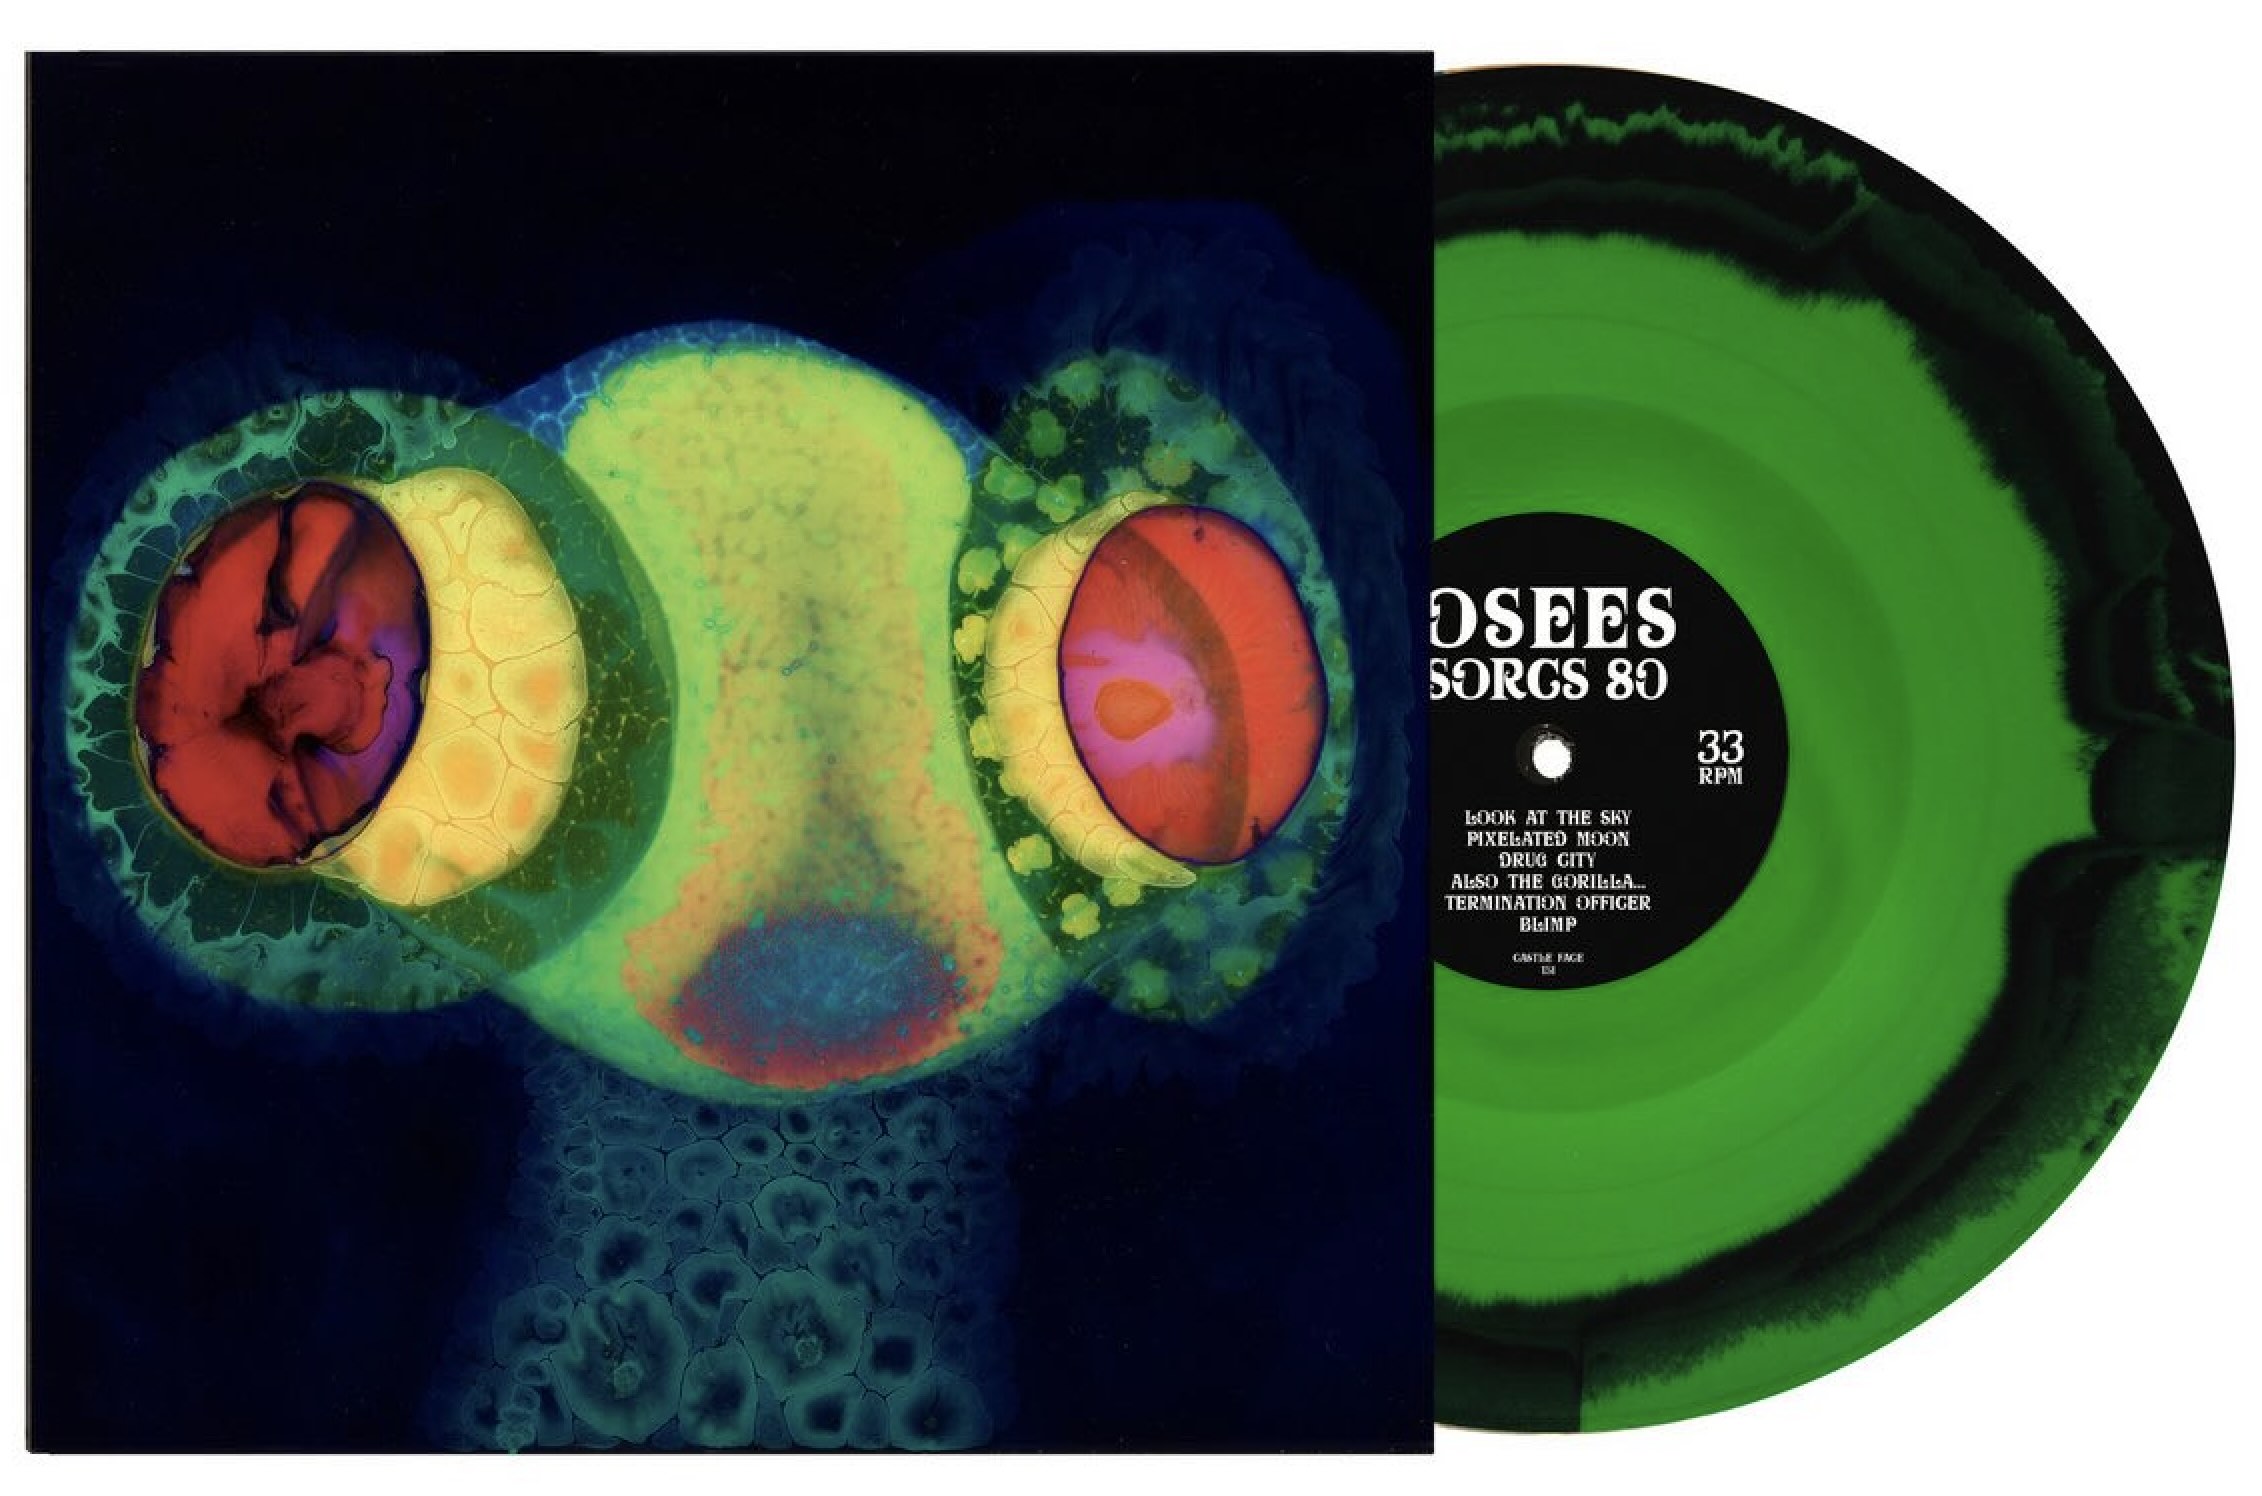 OSEES
SORCS 80
33
RPM
LOOK AT THE SKY
PIXELATED MOON
DRUG CITY
ALSO THE GORILLA...
TERMINATION OFFICER
BLIMP
CASTLE FACE